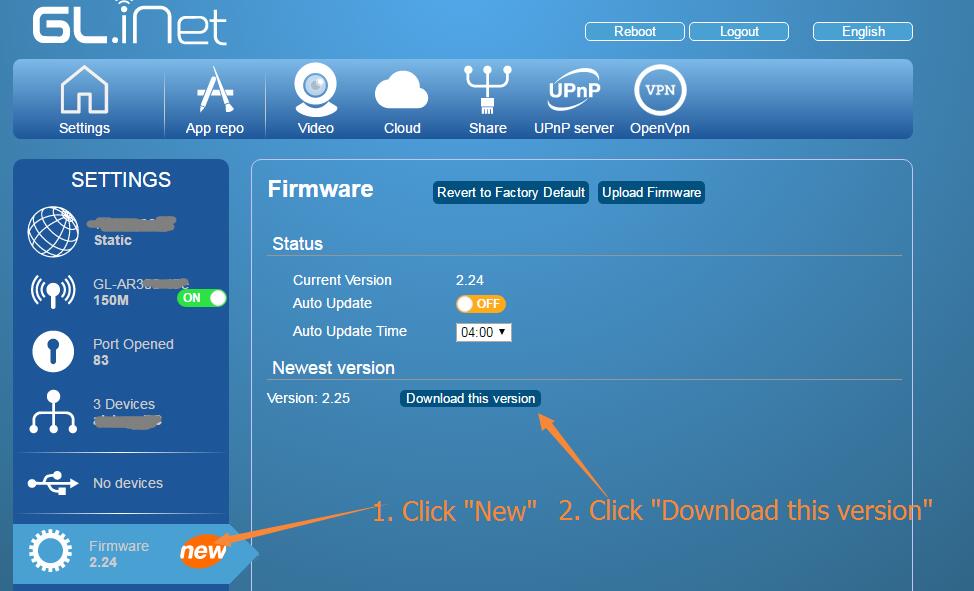 GL.iNet
Reboot
Logout
English
Settings
App repo
Video
Cloud
Share
UPnP
UPnP server
VPN
OpenVpn
SETTINGS
Static
GL-AR3
150M
ON
Port Opened
83
3 Devices
No devices
Firmware
2.24
new
Firmware
Revert to Factory Default
Upload Firmware
Status
Current Version 2.24
Auto Update OFF
Auto Update Time 04:00 ▼
Newest version
Version: 2.25 Download this version
1. Click "New"
2. Click "Download this version"